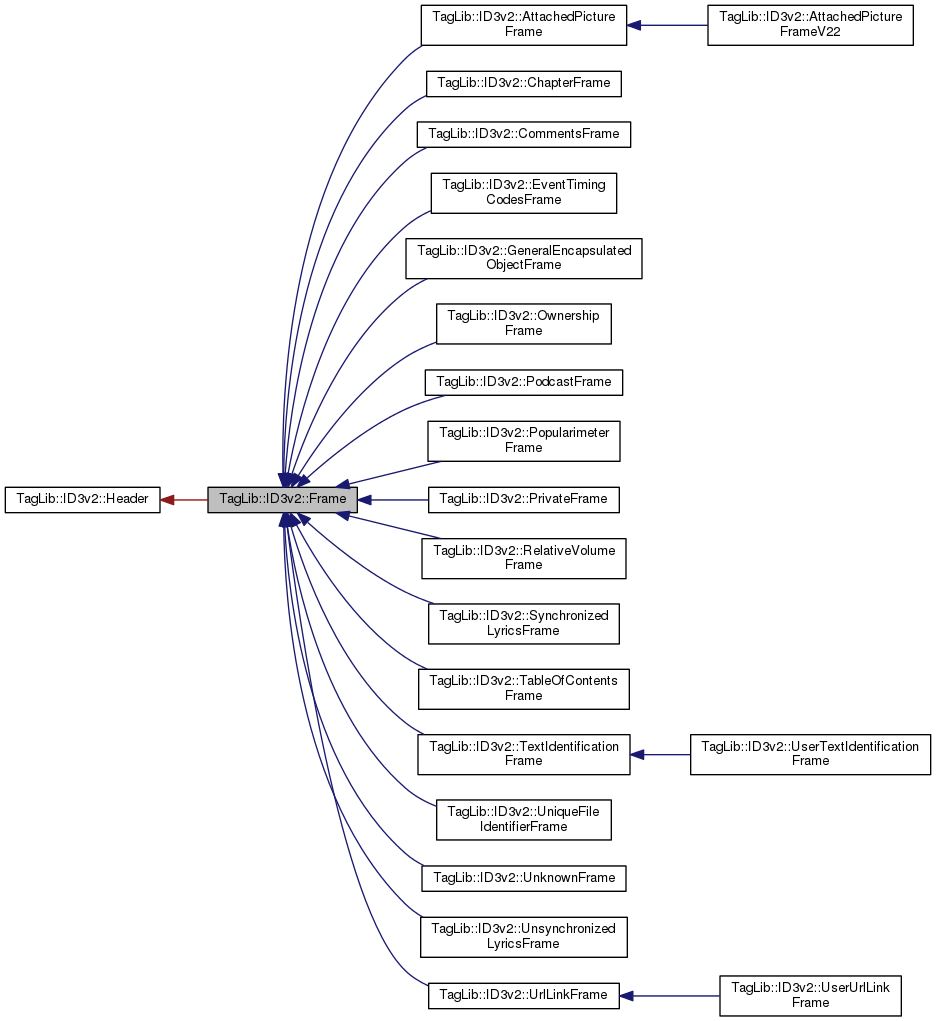 TagLib::ID3v2::AttachedPicture
Frame
TagLib::ID3v2::AttachedPicture
FrameV22
TagLib::ID3v2::ChapterFrame
TagLib::ID3v2::CommentsFrame
TagLib::ID3v2::EventTiming
CodesFrame
TagLib::ID3v2::GeneralEncapsulated
ObjectFrame
TagLib::ID3v2::Ownership
Frame
TagLib::ID3v2::PodcastFrame
TagLib::ID3v2::Popularimeter
Frame
TagLib::ID3v2::Header
TagLib::ID3v2::Frame
TagLib::ID3v2::PrivateFrame
TagLib::ID3v2::RelativeVolume
Frame
TagLib::ID3v2::Synchronized
LyricsFrame
TagLib::ID3v2::TableOfContents
Frame
TagLib::ID3v2::TextIdentification
Frame
TagLib::ID3v2::UserTextIdentification
Frame
TagLib::ID3v2::UniqueFile
IdentifierFrame
TagLib::ID3v2::UnknownFrame
TagLib::ID3v2::Unsynchronized
LyricsFrame
TagLib::ID3v2::UrlLinkFrame
TagLib::ID3v2::UserUrlLink
Frame